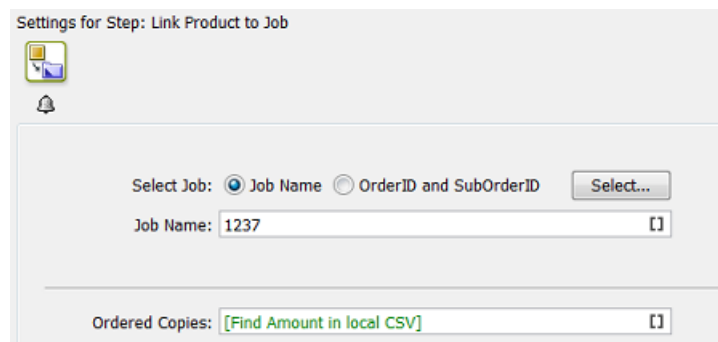 Settings for Step: Link Product to Job
Select Job: Job Name OrderID and SubOrderID Select...
Job Name: 1237 []
Ordered Copies: [Find Amount in local CSV] []